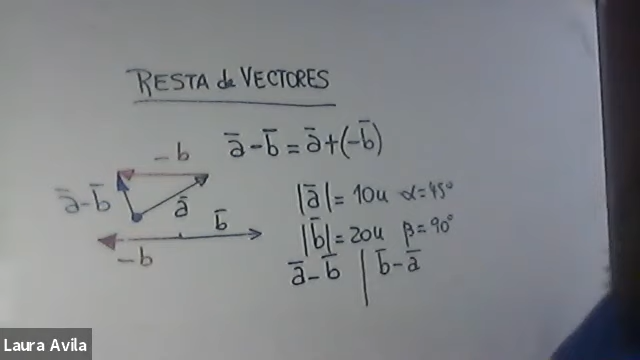 RESTA de VECTORES
a̅-b̅ = a̅+(-b̅)
-b
a̅-b̅
a̅
b̅
-b
|a̅|= 10u α=45°
|b̅|= 20u β=90°
a̅-b̅ | b̅-a̅
Laura Avila